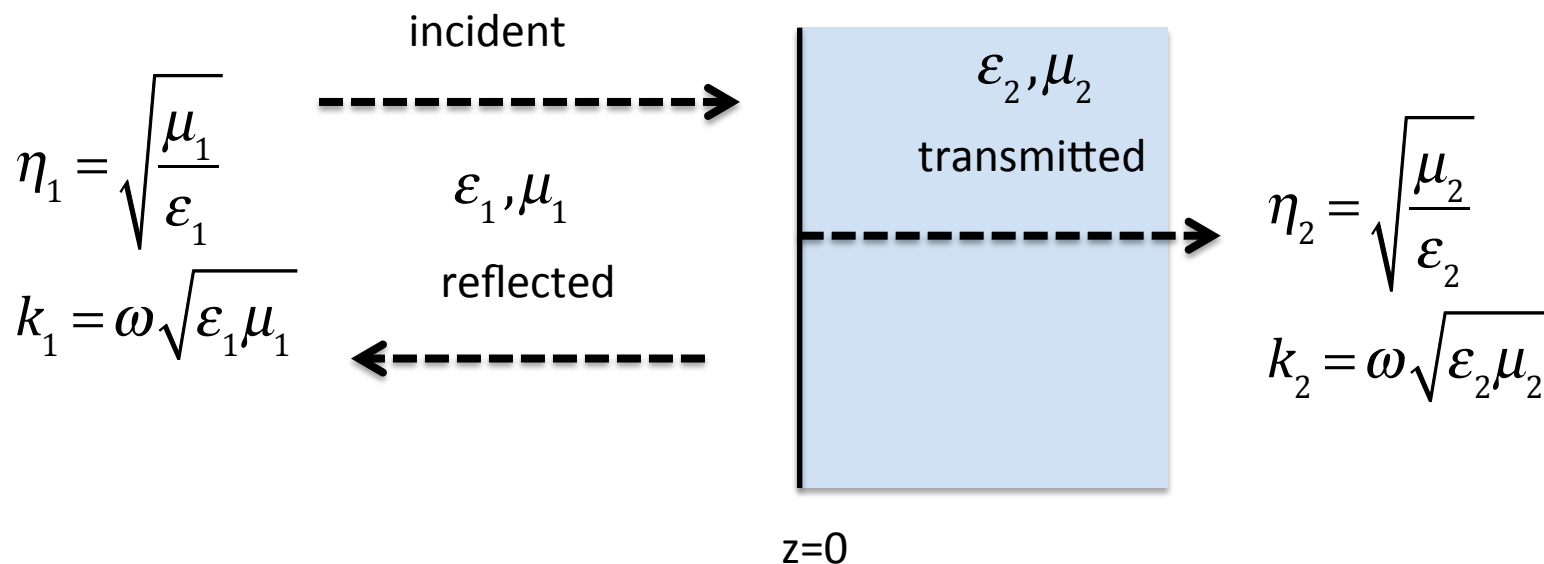 incident
η₁ = √(μ₁/ε₁)
ε₁,μ₁
k₁ = ω√(ε₁μ₁)
reflected
ε₂,μ₂
transmitted
η₂ = √(μ₂/ε₂)
k₂ = ω√(ε₂μ₂)
z=0